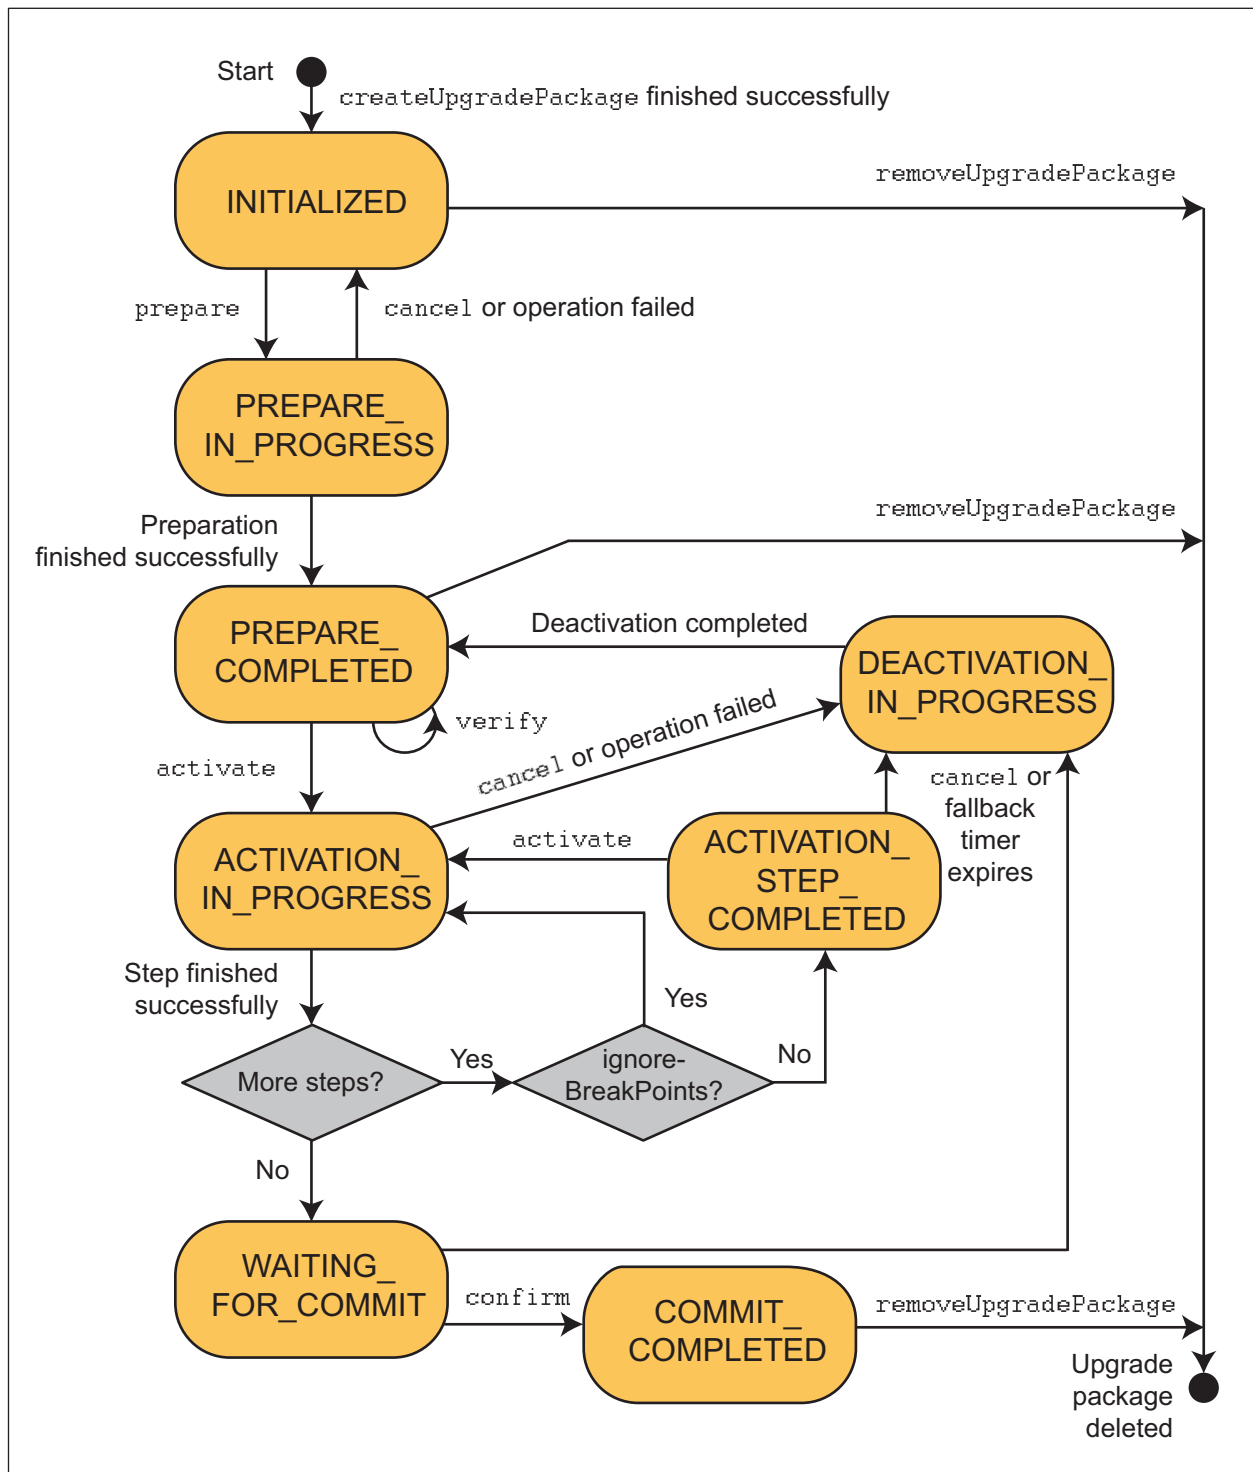 Start
createUpgradePackage finished successfully
INITIALIZED
removeUpgradePackage
prepare
cancel or operation failed
PREPARE_
IN_PROGRESS
Preparation
finished successfully
removeUpgradePackage
PREPARE_
COMPLETED
Deactivation completed
DEACTIVATION_
IN_PROGRESS
verify
activate
cancel or operation failed
cancel or
fallback
timer
expires
ACTIVATION_
IN_PROGRESS
activate
ACTIVATION_
STEP_
COMPLETED
Step finished
successfully
Yes
More steps?
Yes
ignore-
BreakPoints?
No
No
WAITING_
FOR_COMMIT
confirm
COMMIT_
COMPLETED
removeUpgradePackage
Upgrade
package
deleted